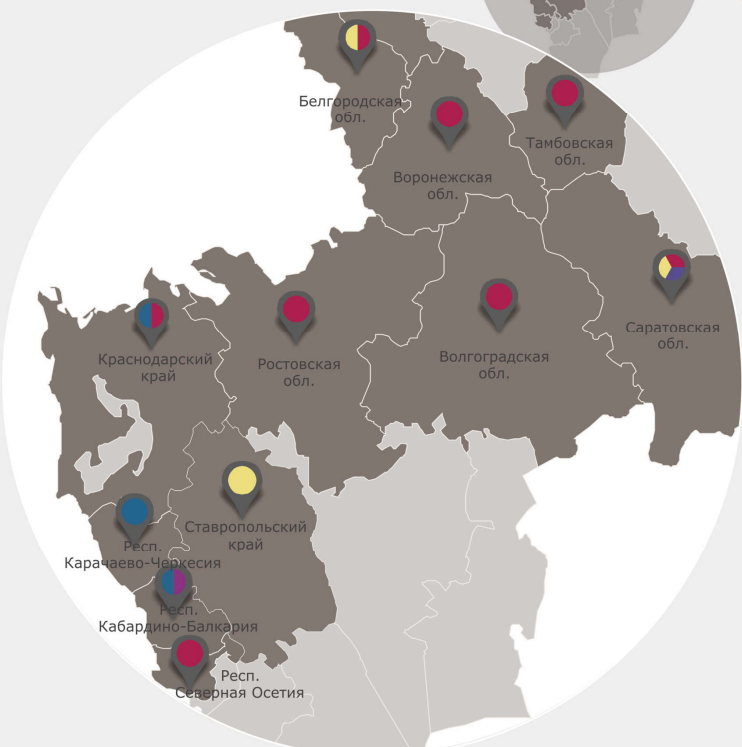 Белгородская
обл.
Тамбовская
обл.
Воронежская
обл.
Саратовская
обл.
Краснодарский
край
Ростовская
обл.
Волгоградская
обл.
Ставропольский
край
Респ.
Карачаево-Черкесия
Респ.
Кабардино-Балкария
Респ.
Северная Осетия